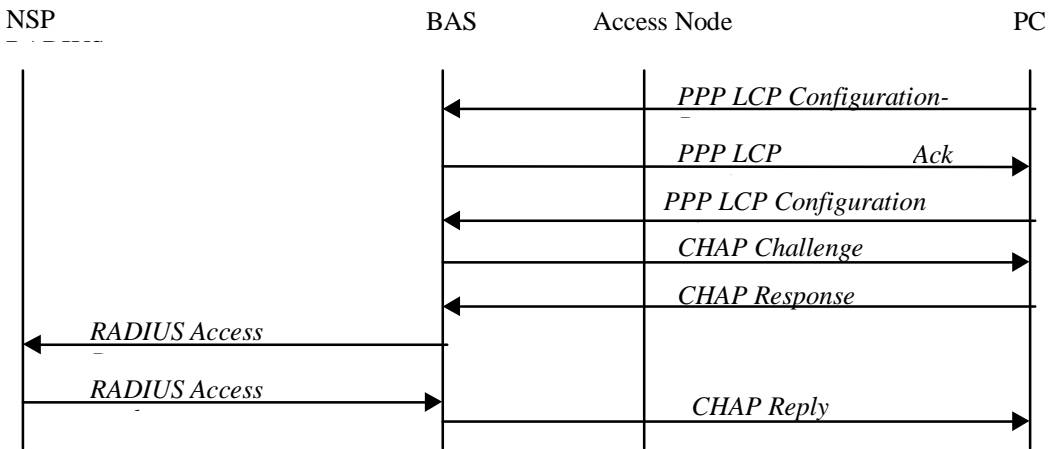 NSP
BAS
Access Node
PC
PPP LCP Configuration-
PPP LCP Ack
PPP LCP Configuration
CHAP Challenge
CHAP Response
RADIUS Access
RADIUS Access
CHAP Reply